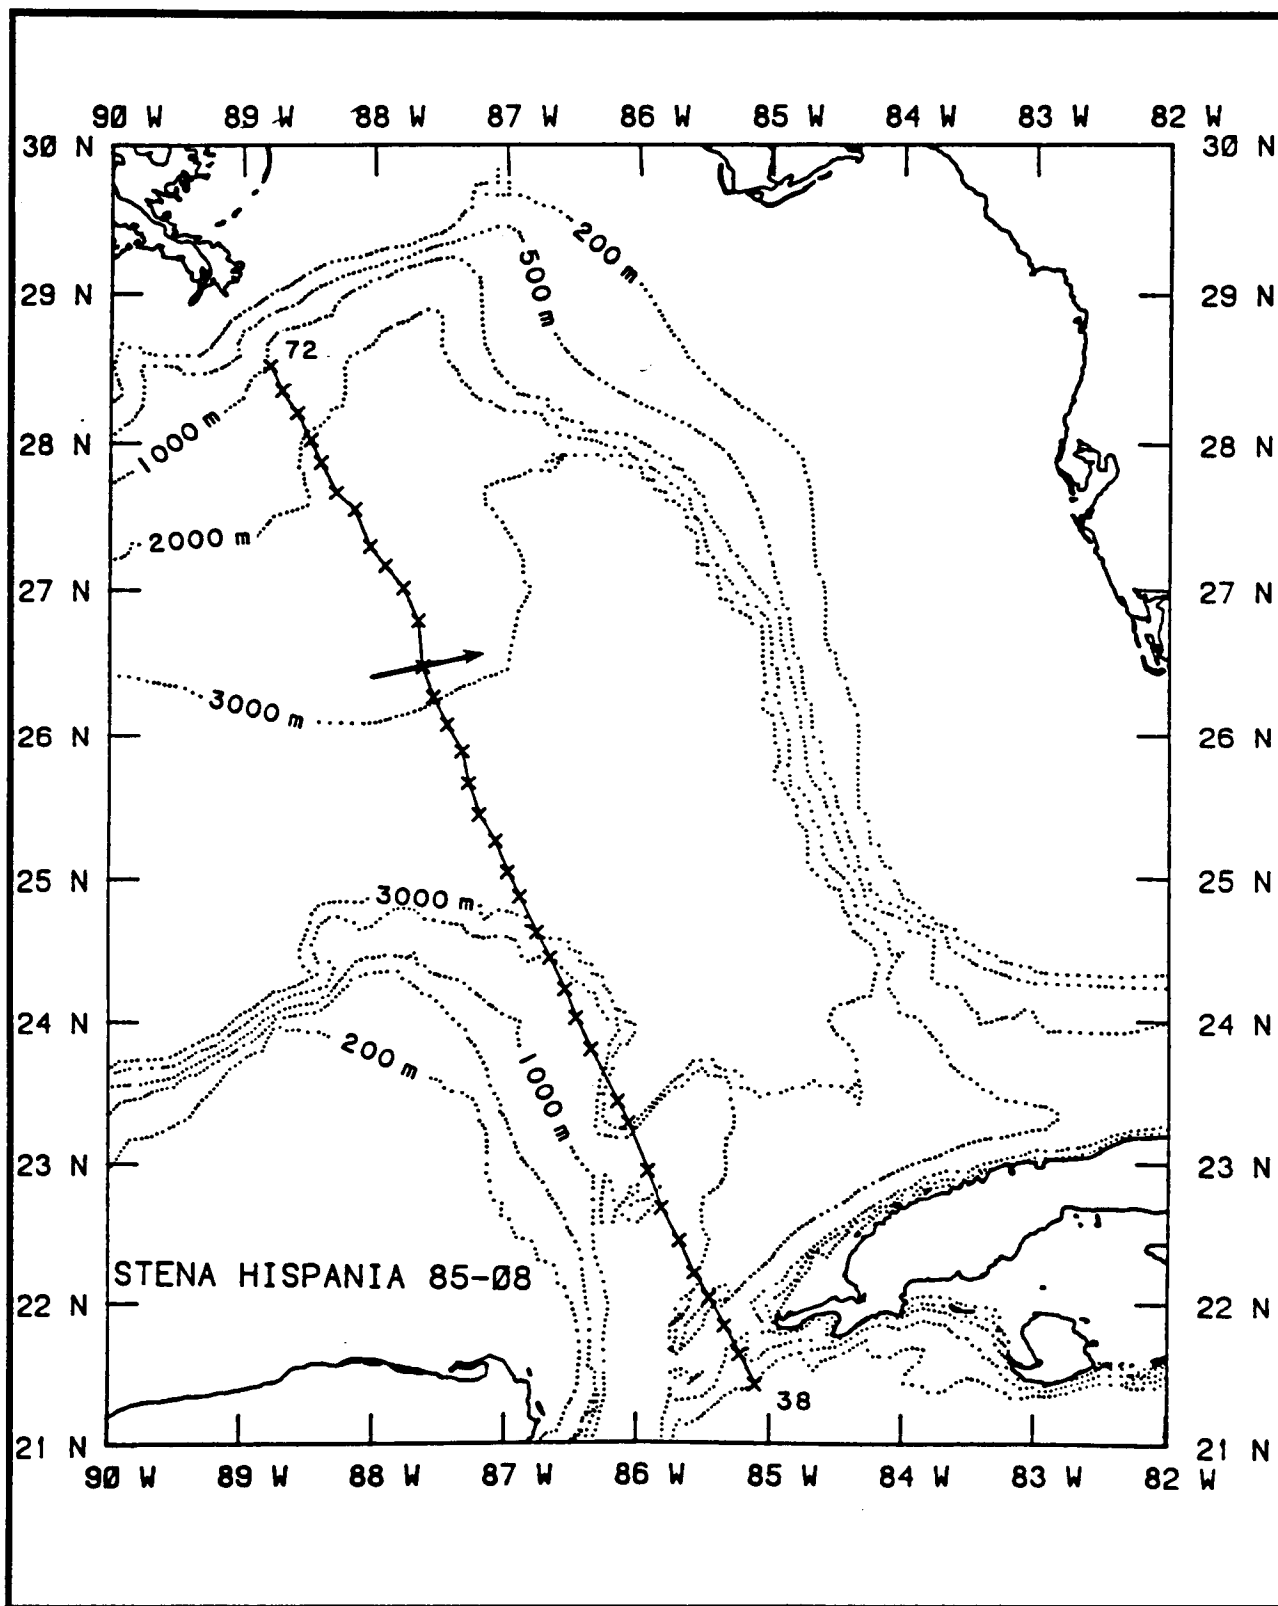 90 W 89 W 88 W 87 W 86 W 85 W 84 W 83 W 82 W
30 N 30 N
200 m
500 m
29 N 29 N
72
1000 m
28 N 28 N
2000 m
27 N 27 N
3000 m
26 N 26 N
25 N 25 N
3000 m
24 N 24 N
200 m
1000 m
23 N 23 N
STENA HISPANIA 85-08
22 N 22 N
38
21 N 21 N
90 W 89 W 88 W 87 W 86 W 85 W 84 W 83 W 82 W